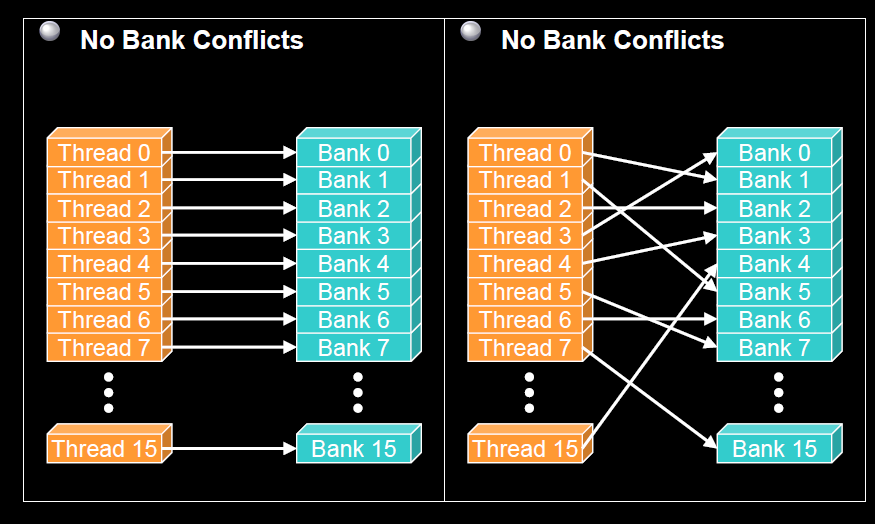 No Bank Conflicts
Thread 0
Thread 1
Thread 2
Thread 3
Thread 4
Thread 5
Thread 6
Thread 7
Thread 15
Bank 0
Bank 1
Bank 2
Bank 3
Bank 4
Bank 5
Bank 6
Bank 7
Bank 15
No Bank Conflicts
Thread 0
Thread 1
Thread 2
Thread 3
Thread 4
Thread 5
Thread 6
Thread 7
Thread 15
Bank 0
Bank 1
Bank 2
Bank 3
Bank 4
Bank 5
Bank 6
Bank 7
Bank 15